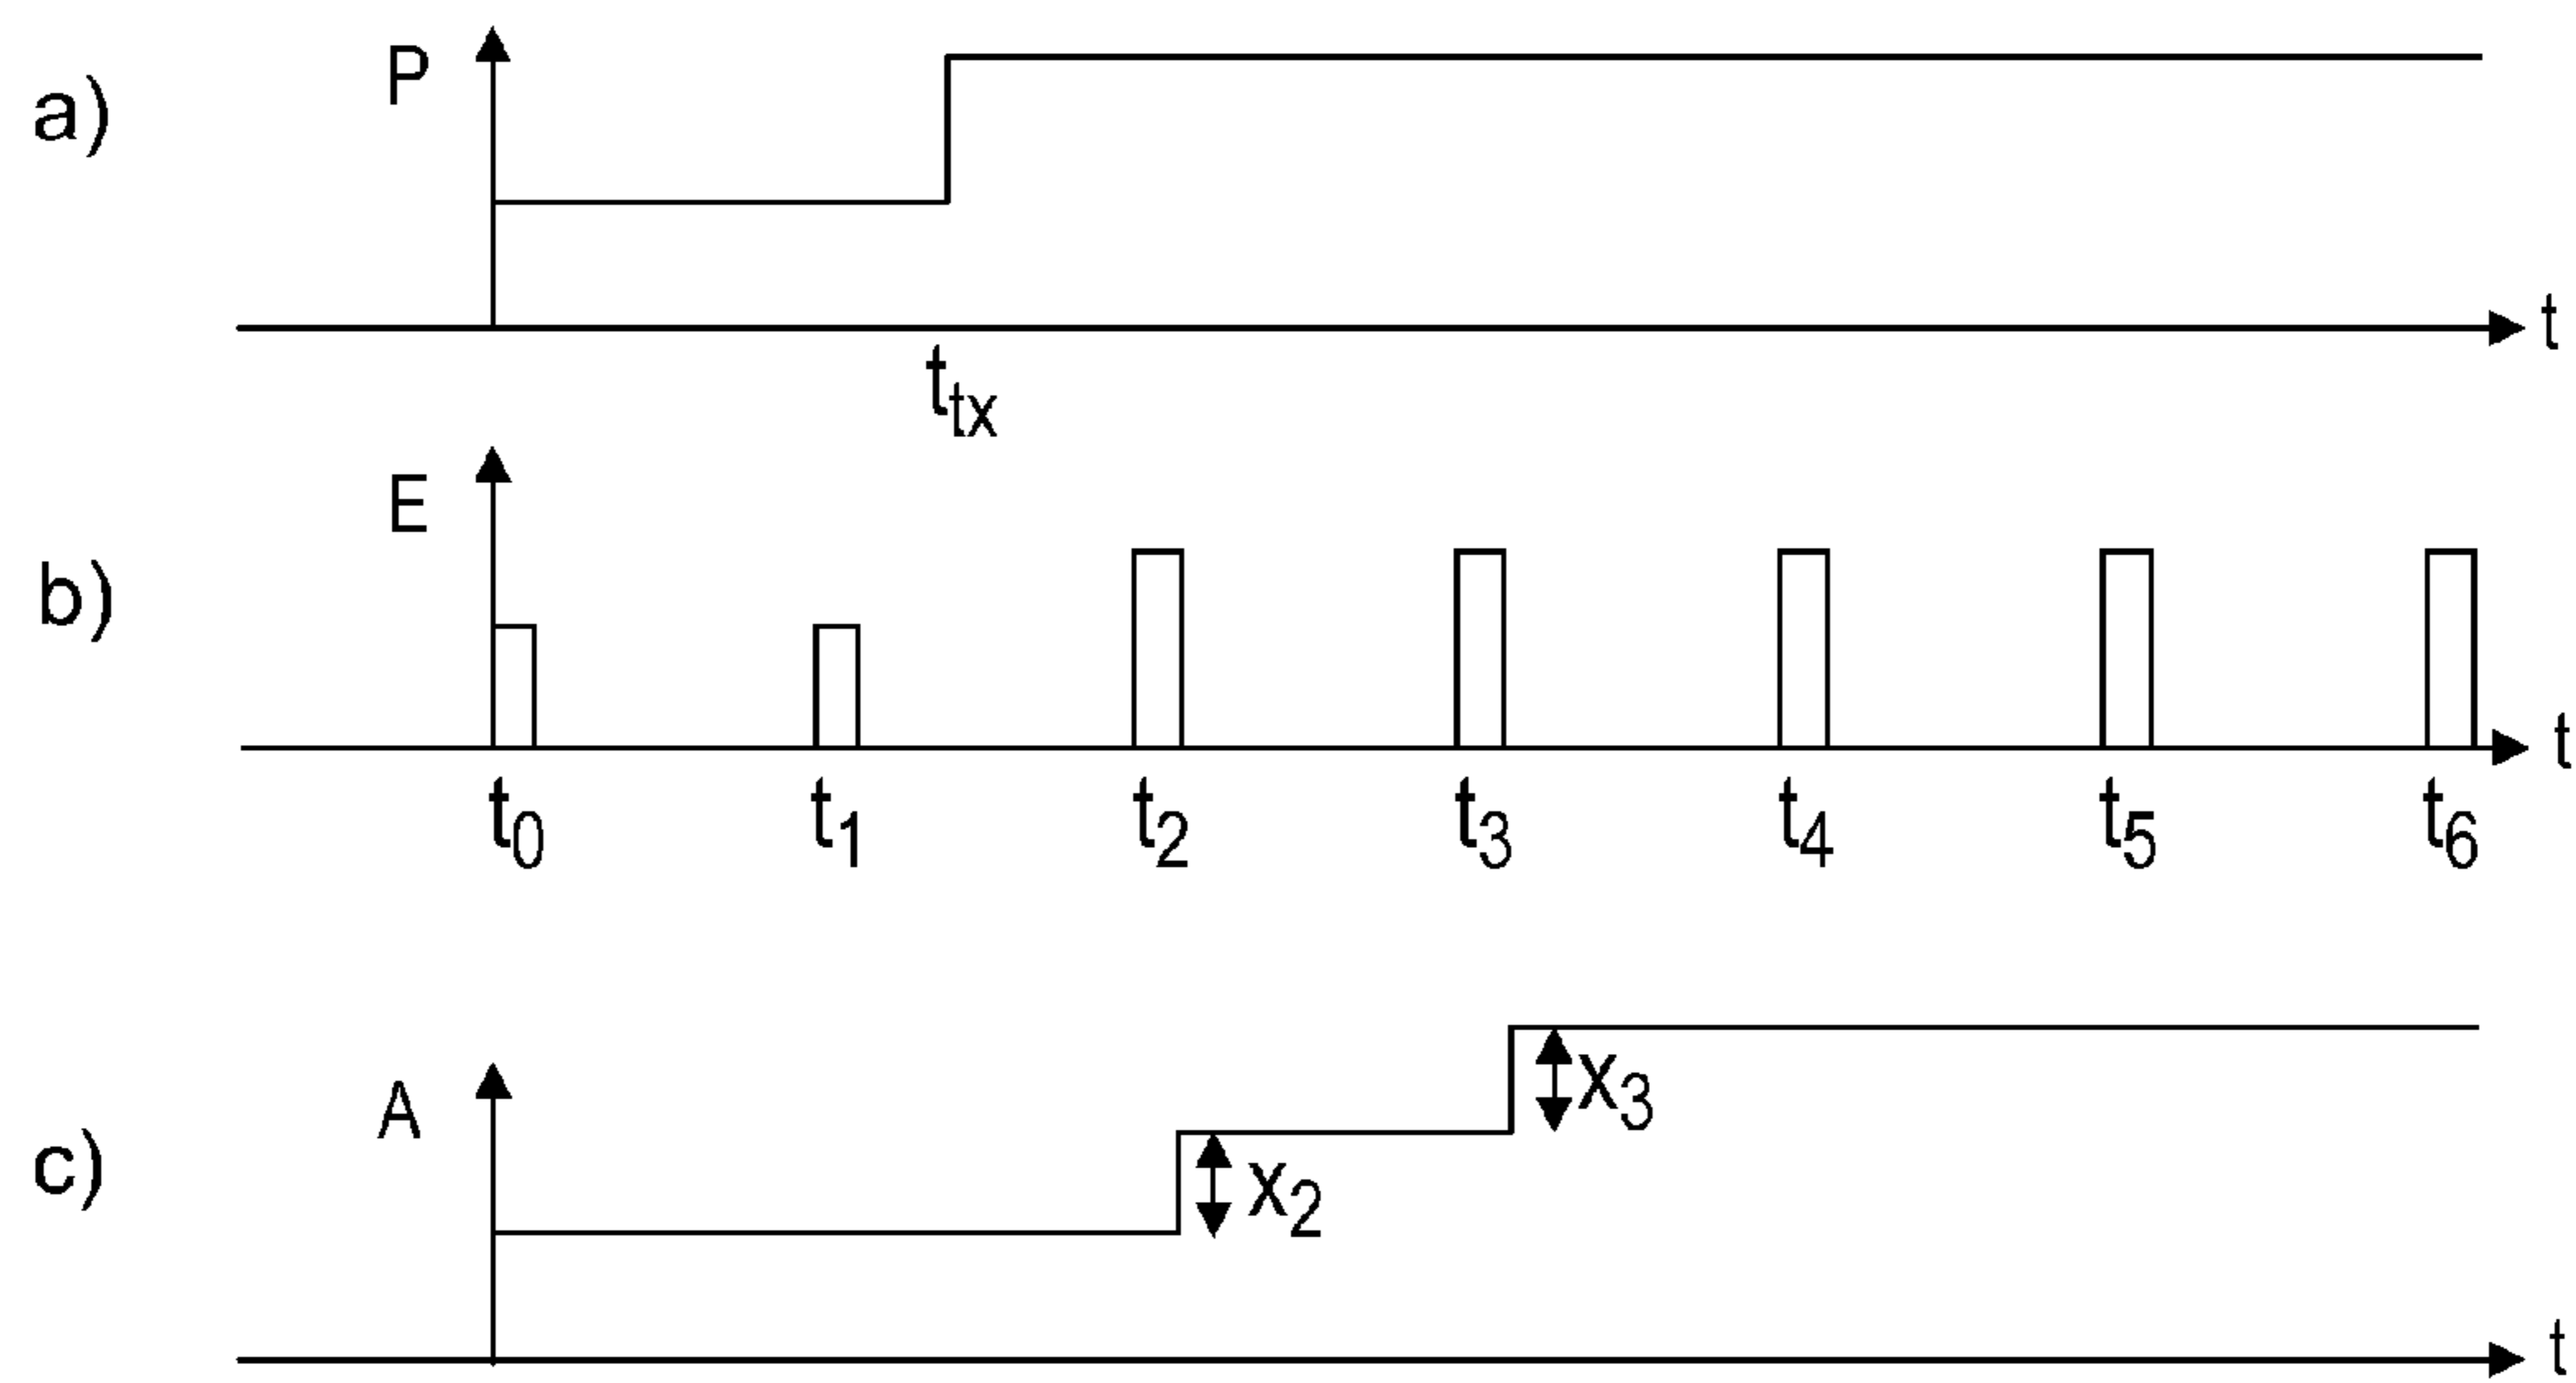 a) P
t
t_tx
b) E
t
t_0 t_1 t_2 t_3 t_4 t_5 t_6
c) A
x_3
x_2
t